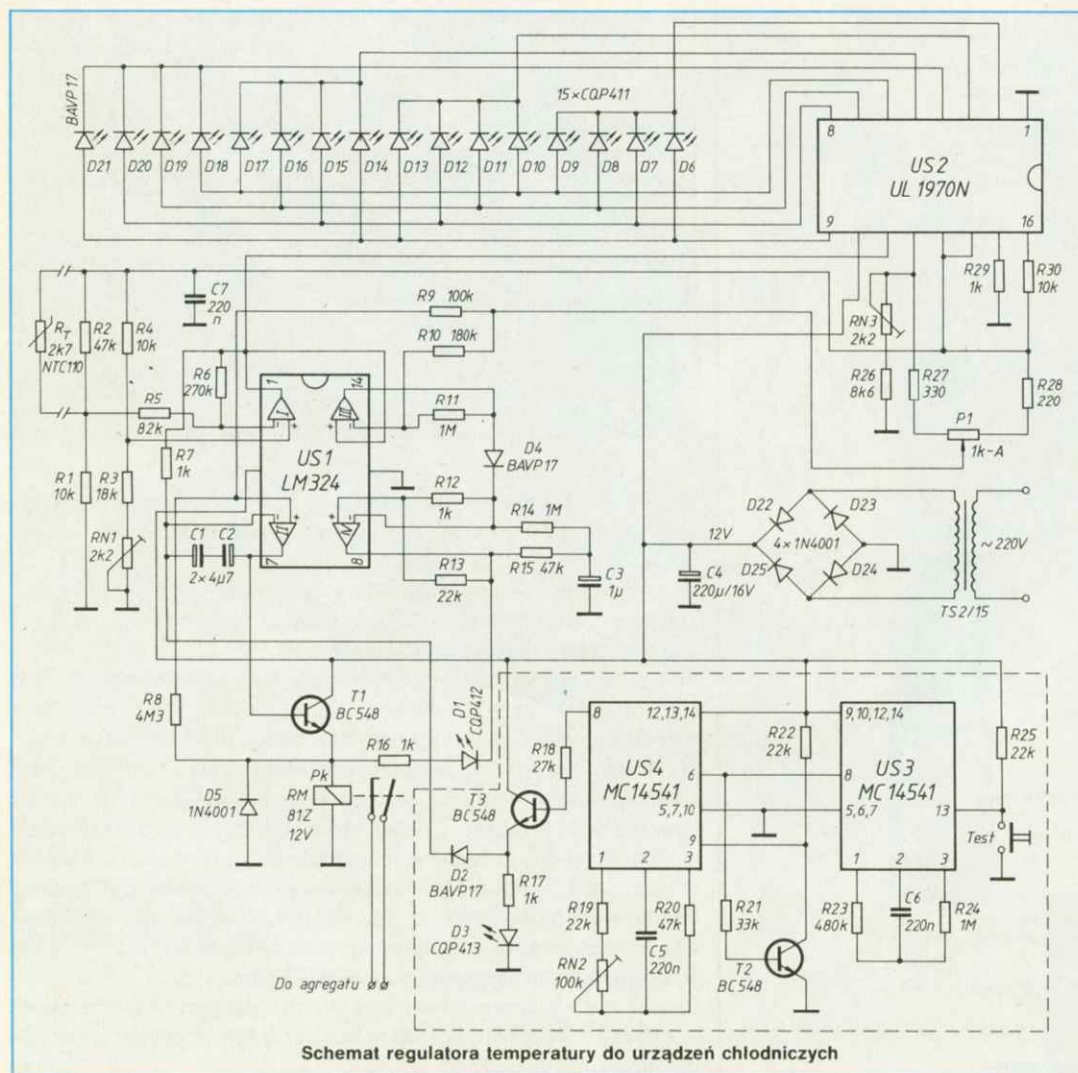 BAVP 17
15×CQP411
D21 D20 D19 D18 D17 D16 D15 D14 D13 D12 D11 D10 D9 D8 D7 D6
8 1
US2
UL 1970N
9 16
C7
220
n
RT
2k7
NTC110
R2
47k
R4
10k
R9 100k
R10 180k
R6
270k
R5
82k
R7
1k
R1
10k
R3
18k
RN1
2k2
1 14
I III
US1
LM324
II IV
7 8
R11
1M
D4
BAVP17
R12
1k
R14 1M
R15 47k
R13
22k
C3
1µ
C1 C2
2×4µ7
R29
1k
R30
10k
RN3
2k2
R26
8k6
R27
330
R28
220
P1
1k-A
12V
C4
220µ/16V
D22 D23
4×1N4001
D25 D24
~220V
TS2/15
R8
4M3
T1
BC548
R16 1k
D1
CQP412
D5
1N4001
Pk
RM
81Z
12V
T3
BC548
D2
BAVP17
R17
1k
D3
CQP413
Do agregatu
R18
27k
8 12,13,14
US4
MC14541
6
5,7,10
9
1 2 3
R19
22k
RN2
100k
C5
220n
R20
47k
R22
22k
R21
33k
T2
BC548
9,10,12,14
8
US3
MC14541
5,6,7 13
1 2 3
R25
22k
Test
R23
480k
C6
220n
R24
1M
Schemat regulatora temperatury do urządzeń chłodniczych